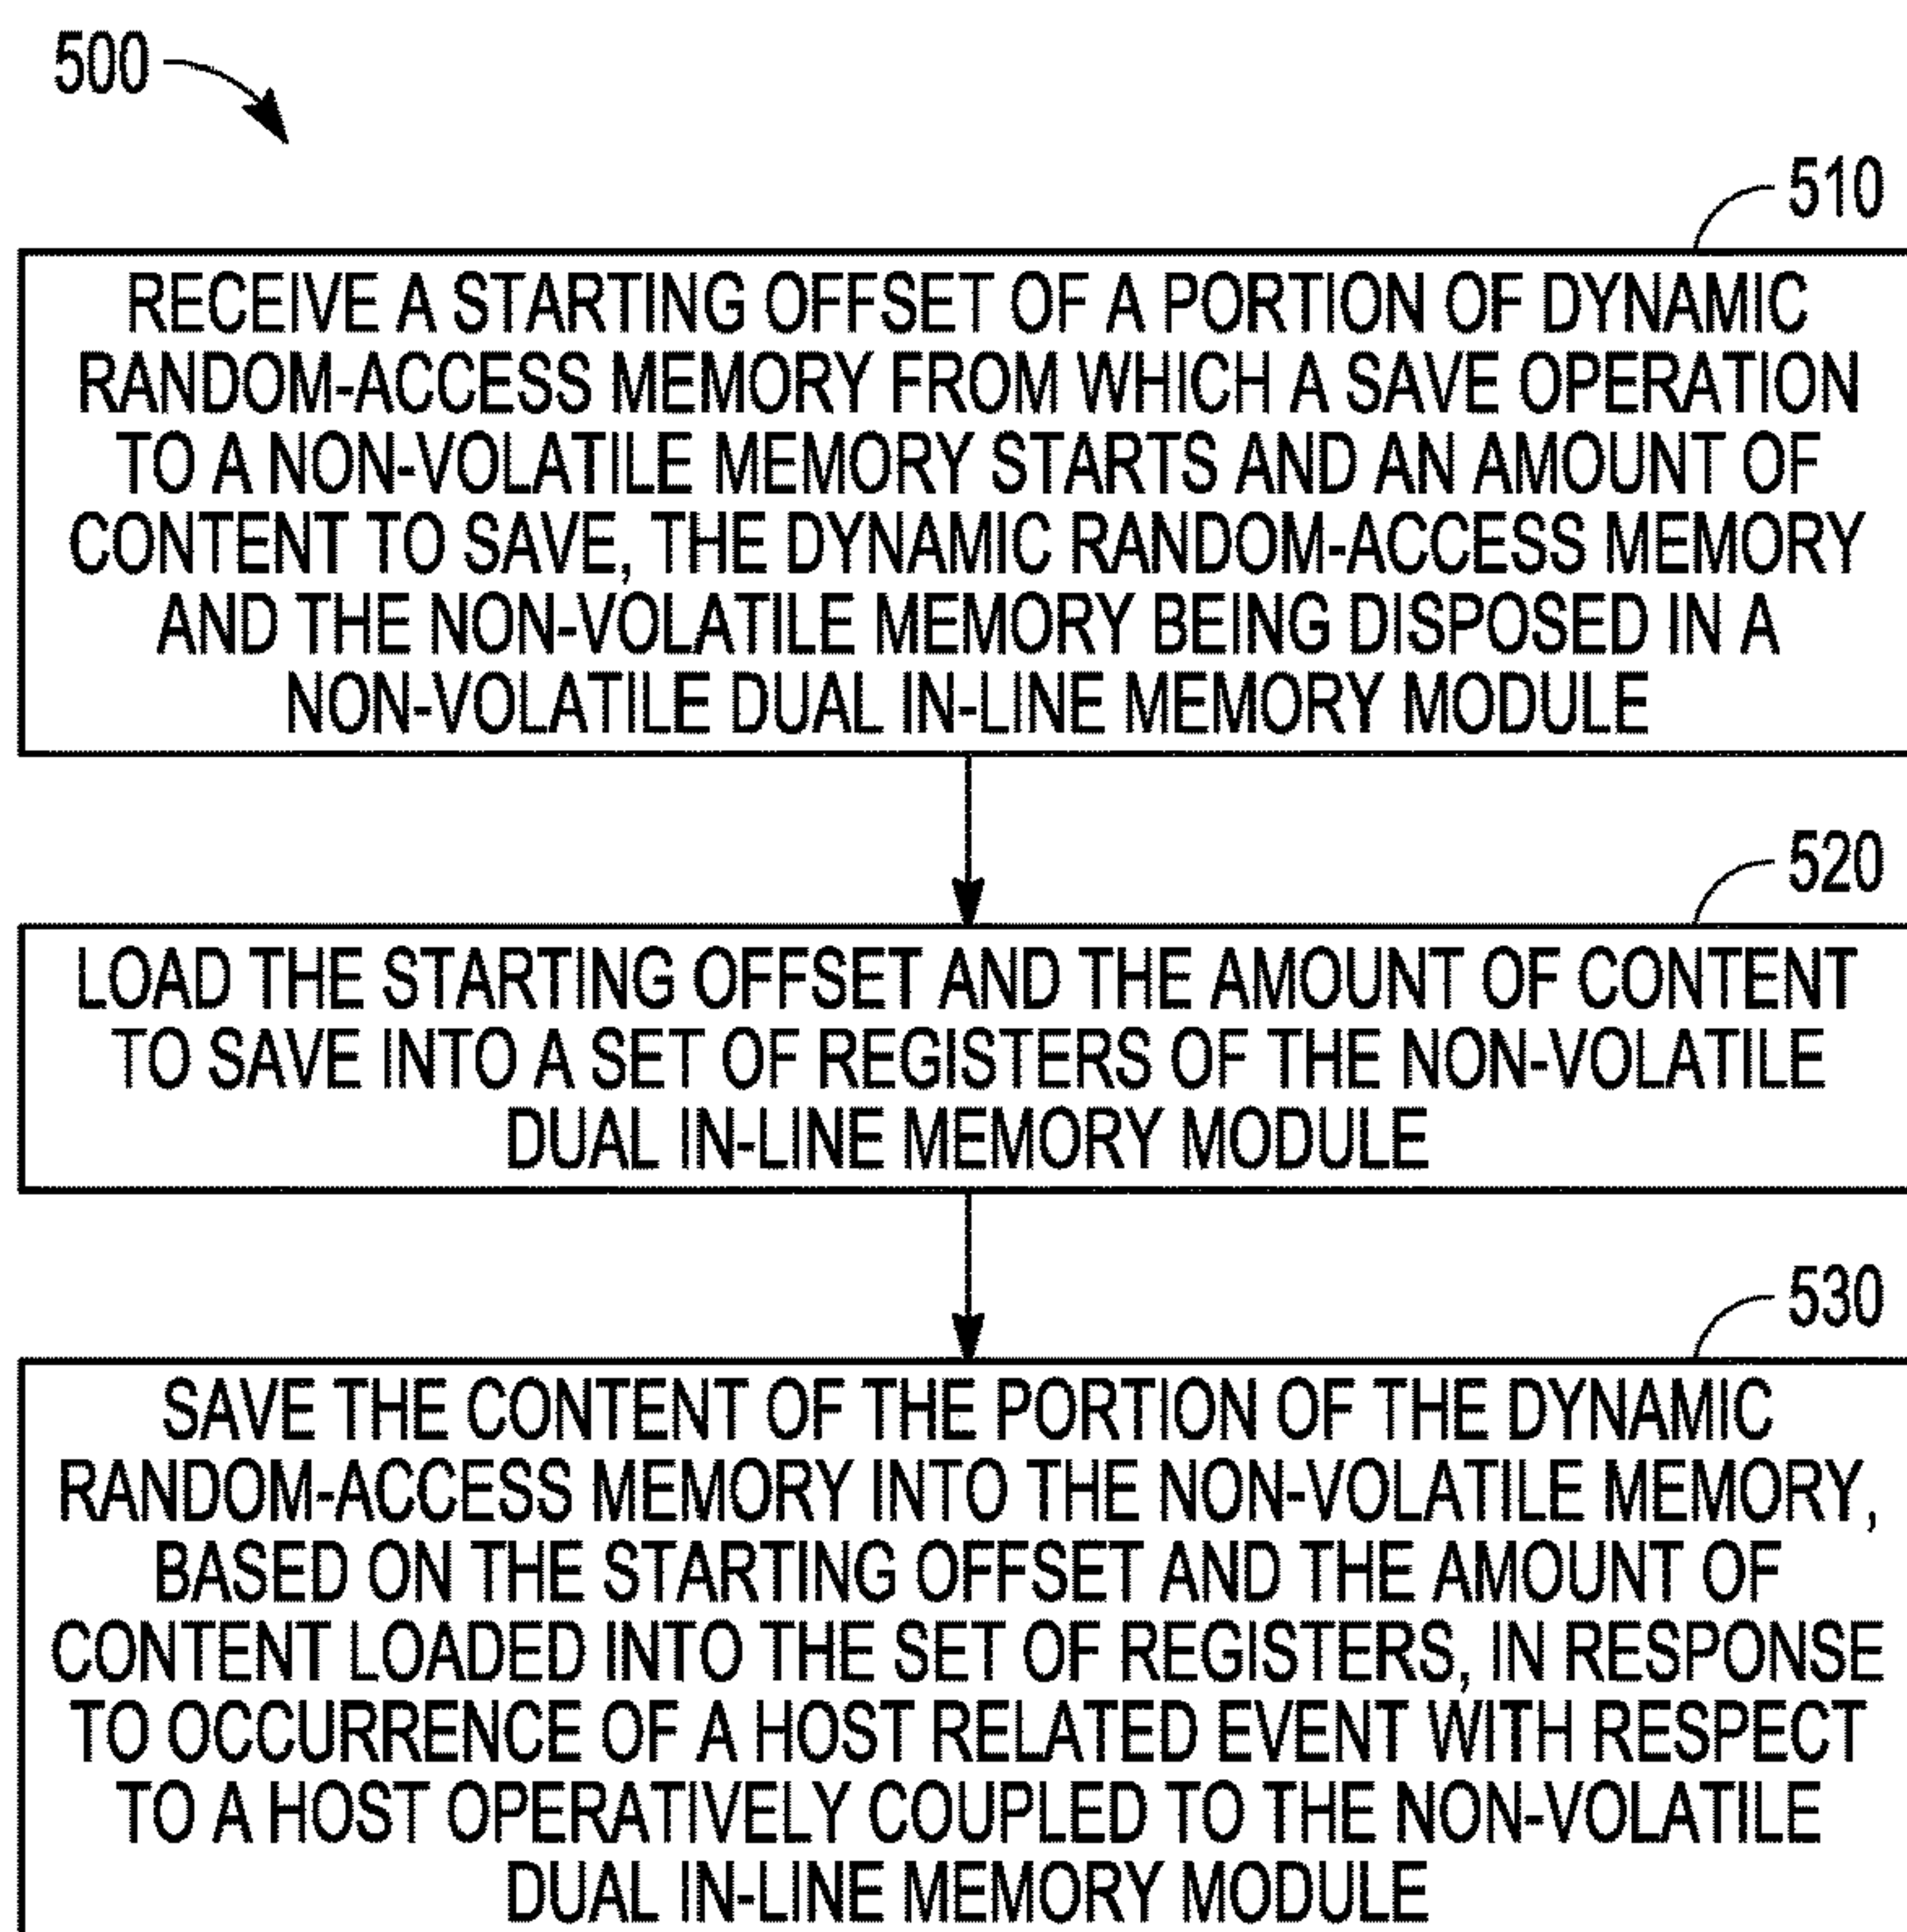 500
510
RECEIVE A STARTING OFFSET OF A PORTION OF DYNAMIC
RANDOM-ACCESS MEMORY FROM WHICH A SAVE OPERATION
TO A NON-VOLATILE MEMORY STARTS AND AN AMOUNT OF
CONTENT TO SAVE, THE DYNAMIC RANDOM-ACCESS MEMORY
AND THE NON-VOLATILE MEMORY BEING DISPOSED IN A
NON-VOLATILE DUAL IN-LINE MEMORY MODULE
520
LOAD THE STARTING OFFSET AND THE AMOUNT OF CONTENT
TO SAVE INTO A SET OF REGISTERS OF THE NON-VOLATILE
DUAL IN-LINE MEMORY MODULE
530
SAVE THE CONTENT OF THE PORTION OF THE DYNAMIC
RANDOM-ACCESS MEMORY INTO THE NON-VOLATILE MEMORY,
BASED ON THE STARTING OFFSET AND THE AMOUNT OF
CONTENT LOADED INTO THE SET OF REGISTERS, IN RESPONSE
TO OCCURRENCE OF A HOST RELATED EVENT WITH RESPECT
TO A HOST OPERATIVELY COUPLED TO THE NON-VOLATILE
DUAL IN-LINE MEMORY MODULE